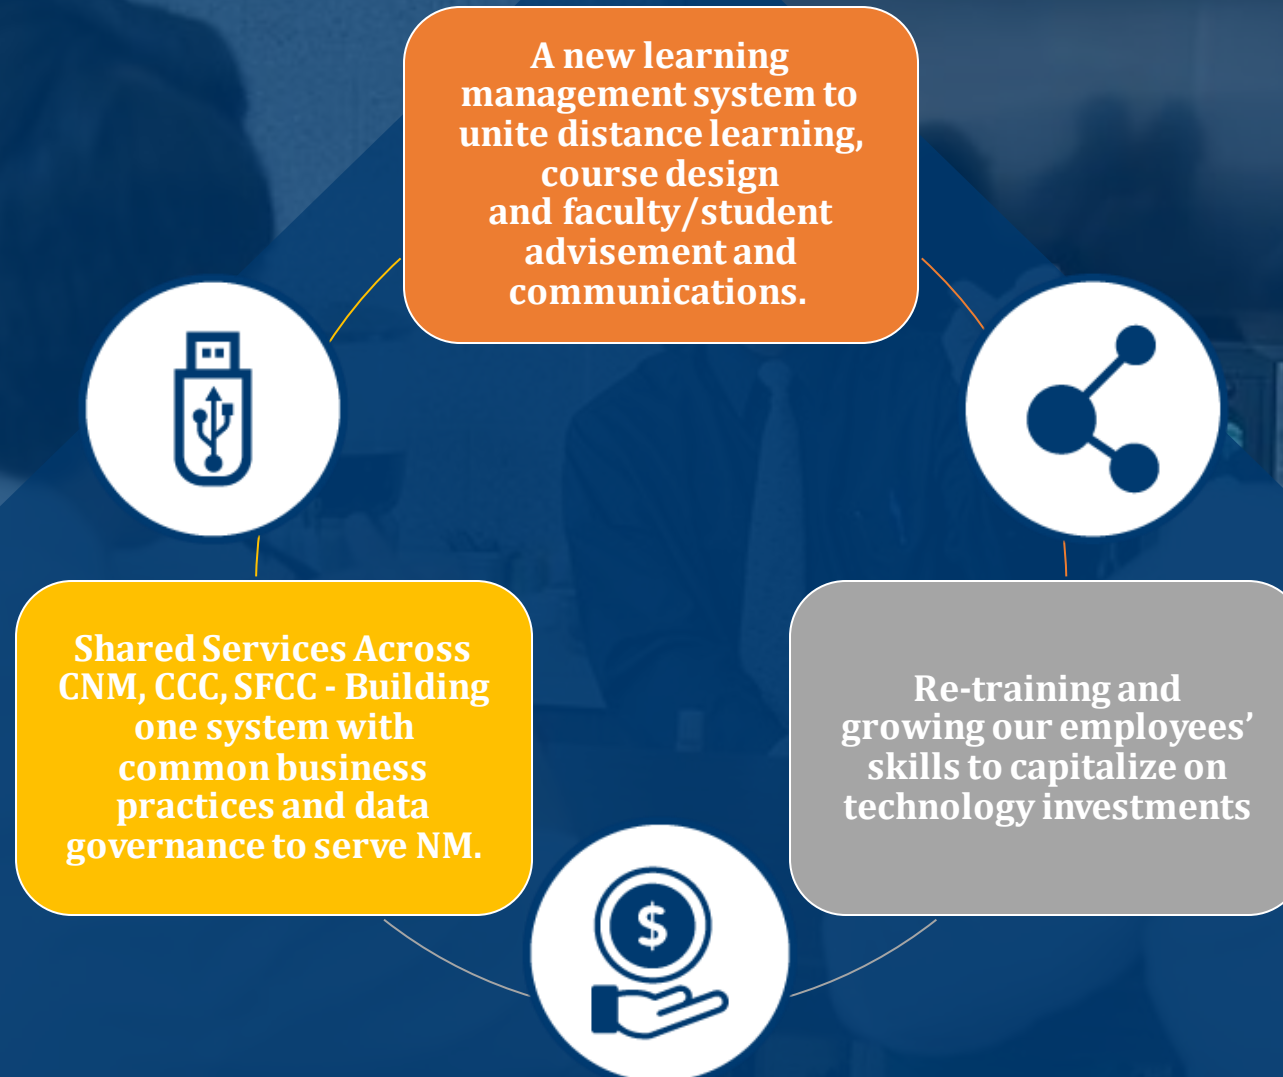 A new learning
management system to
unite distance learning,
course design
and faculty/student
advisement and
communications.
Shared Services Across
CNM, CCC, SFCC - Building
one system with
common business
practices and data
governance to serve NM.
Re-training and
growing our employees’
skills to capitalize on
technology investments
$